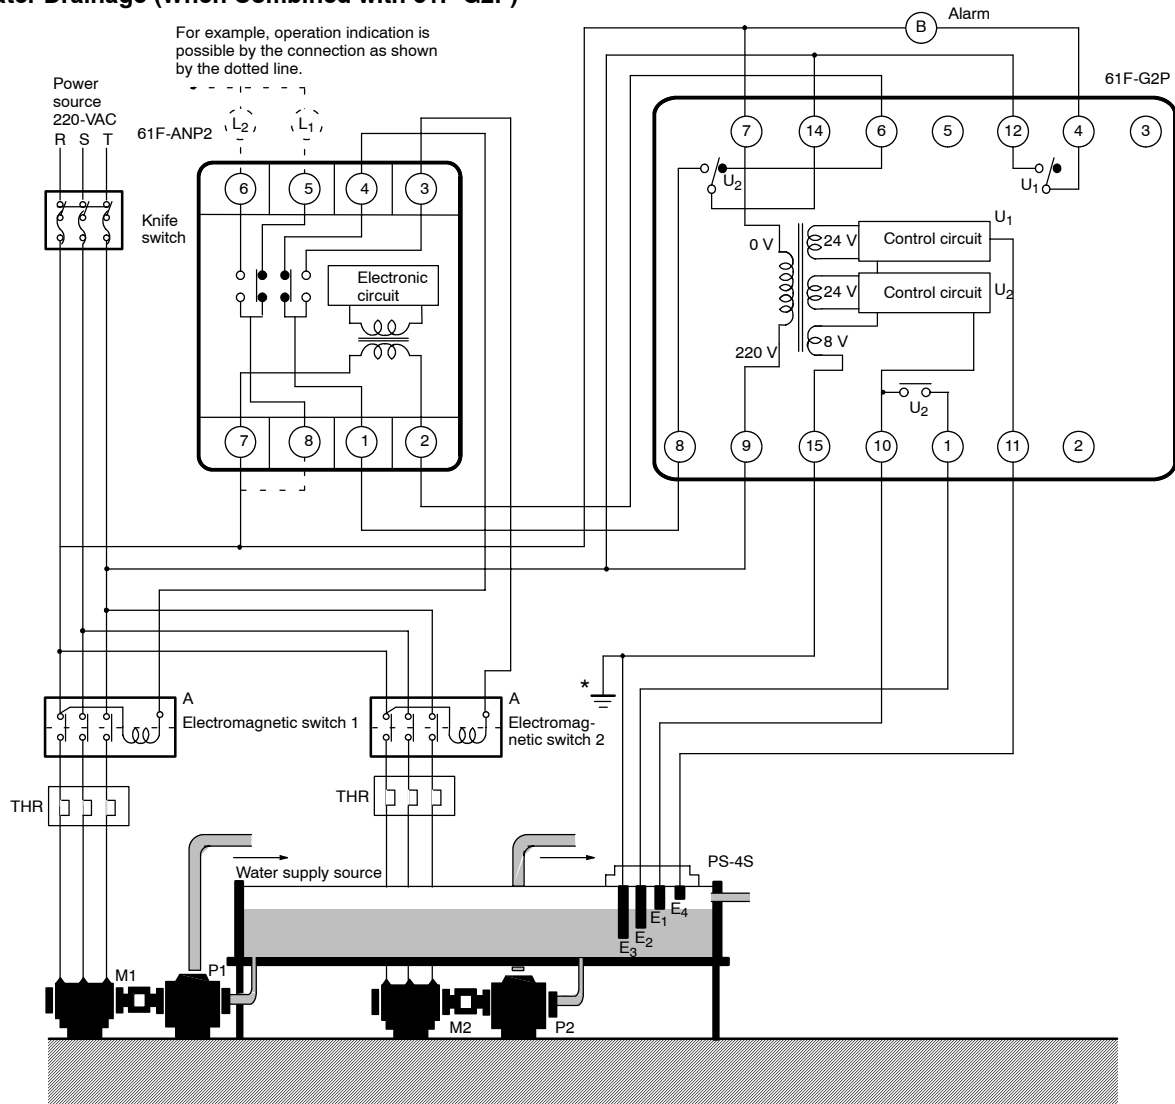 ater Drainage (When Combined with 61F-G2P)
For example, operation indication is
possible by the connection as shown
by the dotted line.
B
Alarm
Power
source
220-VAC
R S T
61F-ANP2
L2
L1
61F-G2P
7
14
6
5
12
4
3
6
5
4
3
Knife
switch
U2
U1
Electronic
circuit
0 V
24 V
Control circuit
U1
24 V
Control circuit
U2
220 V
8 V
U2
7
8
1
2
8
9
15
10
1
11
2
*
A
Electromagnetic switch 1
A
Electromag-
netic switch 2
THR
THR
Water supply source
PS-4S
E3
E2
E1
E4
M1
P1
M2
P2